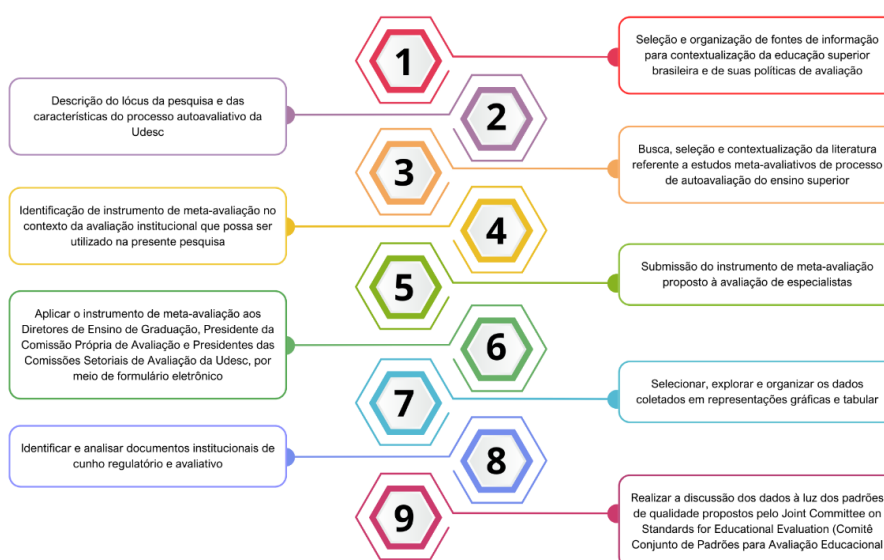 1
Seleção e organização de fontes de informação
para contextualização da educação superior
brasileira e de suas políticas de avaliação
2
Descrição do lócus da pesquisa e das
características do processo autoavaliativo da
Udesc
3
Busca, seleção e contextualização da literatura
referente a estudos meta-avaliativos de processo
de autoavaliação do ensino superior
4
Identificação de instrumento de meta-avaliação no
contexto da avaliação institucional que possa ser
utilizado na presente pesquisa
5
Submissão do instrumento de meta-avaliação
proposto à avaliação de especialistas
6
Aplicar o instrumento de meta-avaliação aos
Diretores de Ensino de Graduação, Presidente da
Comissão Própria de Avaliação e Presidentes das
Comissões Setoriais de Avaliação da Udesc, por
meio de formulário eletrônico
7
Selecionar, explorar e organizar os dados
coletados em representações gráficas e tabular
8
Identificar e analisar documentos institucionais de
cunho regulatório e avaliativo
9
Realizar a discussão dos dados à luz dos padrões
de qualidade propostos pelo Joint Committee on
Standards for Educational Evaluation (Comitê
Conjunto de Padrões para Avaliação Educacional